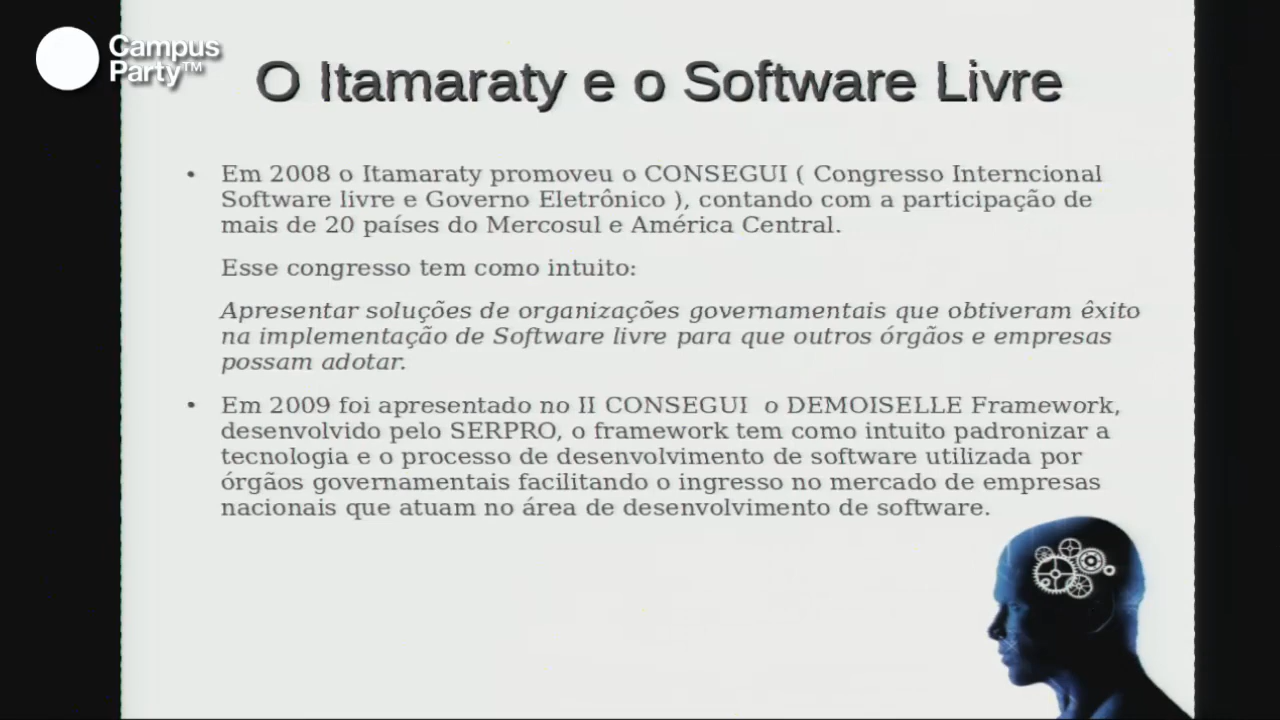 Campus
Party™
O Itamaraty e o Software Livre
• Em 2008 o Itamaraty promoveu o CONSEGUI ( Congresso Interncional
Software livre e Governo Eletrônico ), contando com a participação de
mais de 20 países do Mercosul e América Central.
Esse congresso tem como intuito:
Apresentar soluções de organizações governamentais que obtiveram êxito
na implementação de Software livre para que outros órgãos e empresas
possam adotar.
• Em 2009 foi apresentado no II CONSEGUI  o DEMOISELLE Framework,
desenvolvido pelo SERPRO, o framework tem como intuito padronizar a
tecnologia e o processo de desenvolvimento de software utilizada por
órgãos governamentais facilitando o ingresso no mercado de empresas
nacionais que atuam no área de desenvolvimento de software.